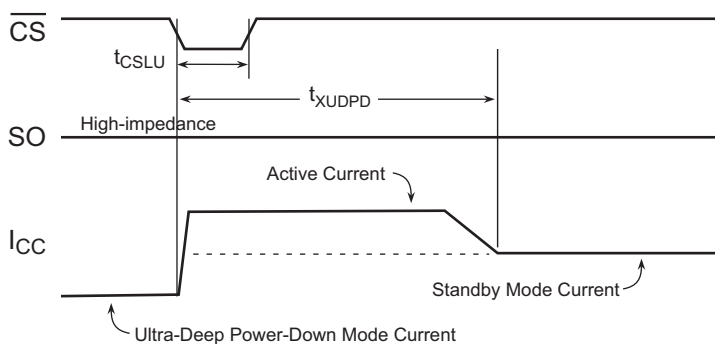 CS
tCSLU
tXUDPD
High-impedance
SO
Active Current
ICC
Standby Mode Current
Ultra-Deep Power-Down Mode Current